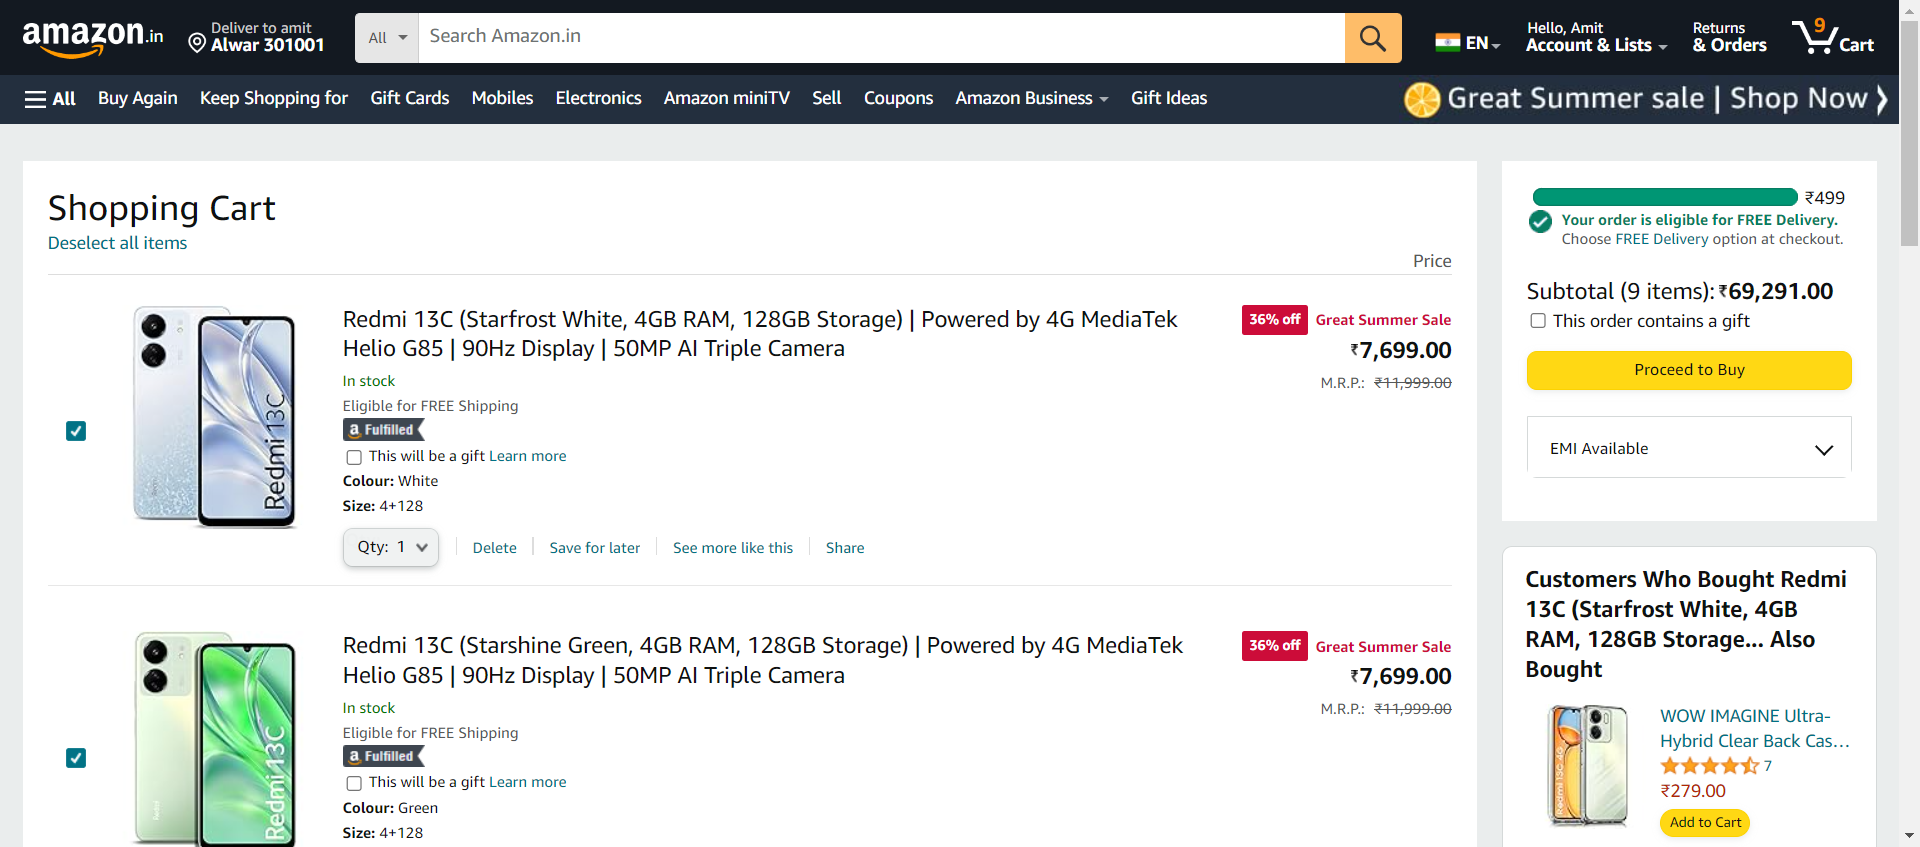 amazon.in
Deliver to amit
Alwar 301001
All
Search Amazon.in
EN
Hello, Amit
Account & Lists
Returns
& Orders
9
Cart
All
Buy Again
Keep Shopping for
Gift Cards
Mobiles
Electronics
Amazon miniTV
Sell
Coupons
Amazon Business
Gift Ideas
Great Summer sale | Shop Now
Shopping Cart
Deselect all items
Price
Redmi 13C
Redmi 13C (Starfrost White, 4GB RAM, 128GB Storage) | Powered by 4G MediaTek
Helio G85 | 90Hz Display | 50MP AI Triple Camera
In stock
Eligible for FREE Shipping
a Fulfilled
This will be a gift Learn more
Colour: White
Size: 4+128
Qty: 1
Delete
Save for later
See more like this
Share
36% off
Great Summer Sale
₹7,699.00
M.R.P.: ₹11,999.00
Redmi 13C
Redmi 13C (Starshine Green, 4GB RAM, 128GB Storage) | Powered by 4G MediaTek
Helio G85 | 90Hz Display | 50MP AI Triple Camera
In stock
Eligible for FREE Shipping
a Fulfilled
This will be a gift Learn more
Colour: Green
Size: 4+128
36% off
Great Summer Sale
₹7,699.00
M.R.P.: ₹11,999.00
₹499
Your order is eligible for FREE Delivery.
Choose FREE Delivery option at checkout.
Subtotal (9 items): ₹69,291.00
This order contains a gift
Proceed to Buy
EMI Available
Customers Who Bought Redmi
13C (Starfrost White, 4GB
RAM, 128GB Storage... Also
Bought
WOW IMAGINE Ultra-
Hybrid Clear Back Cas...
7
₹279.00
Add to Cart